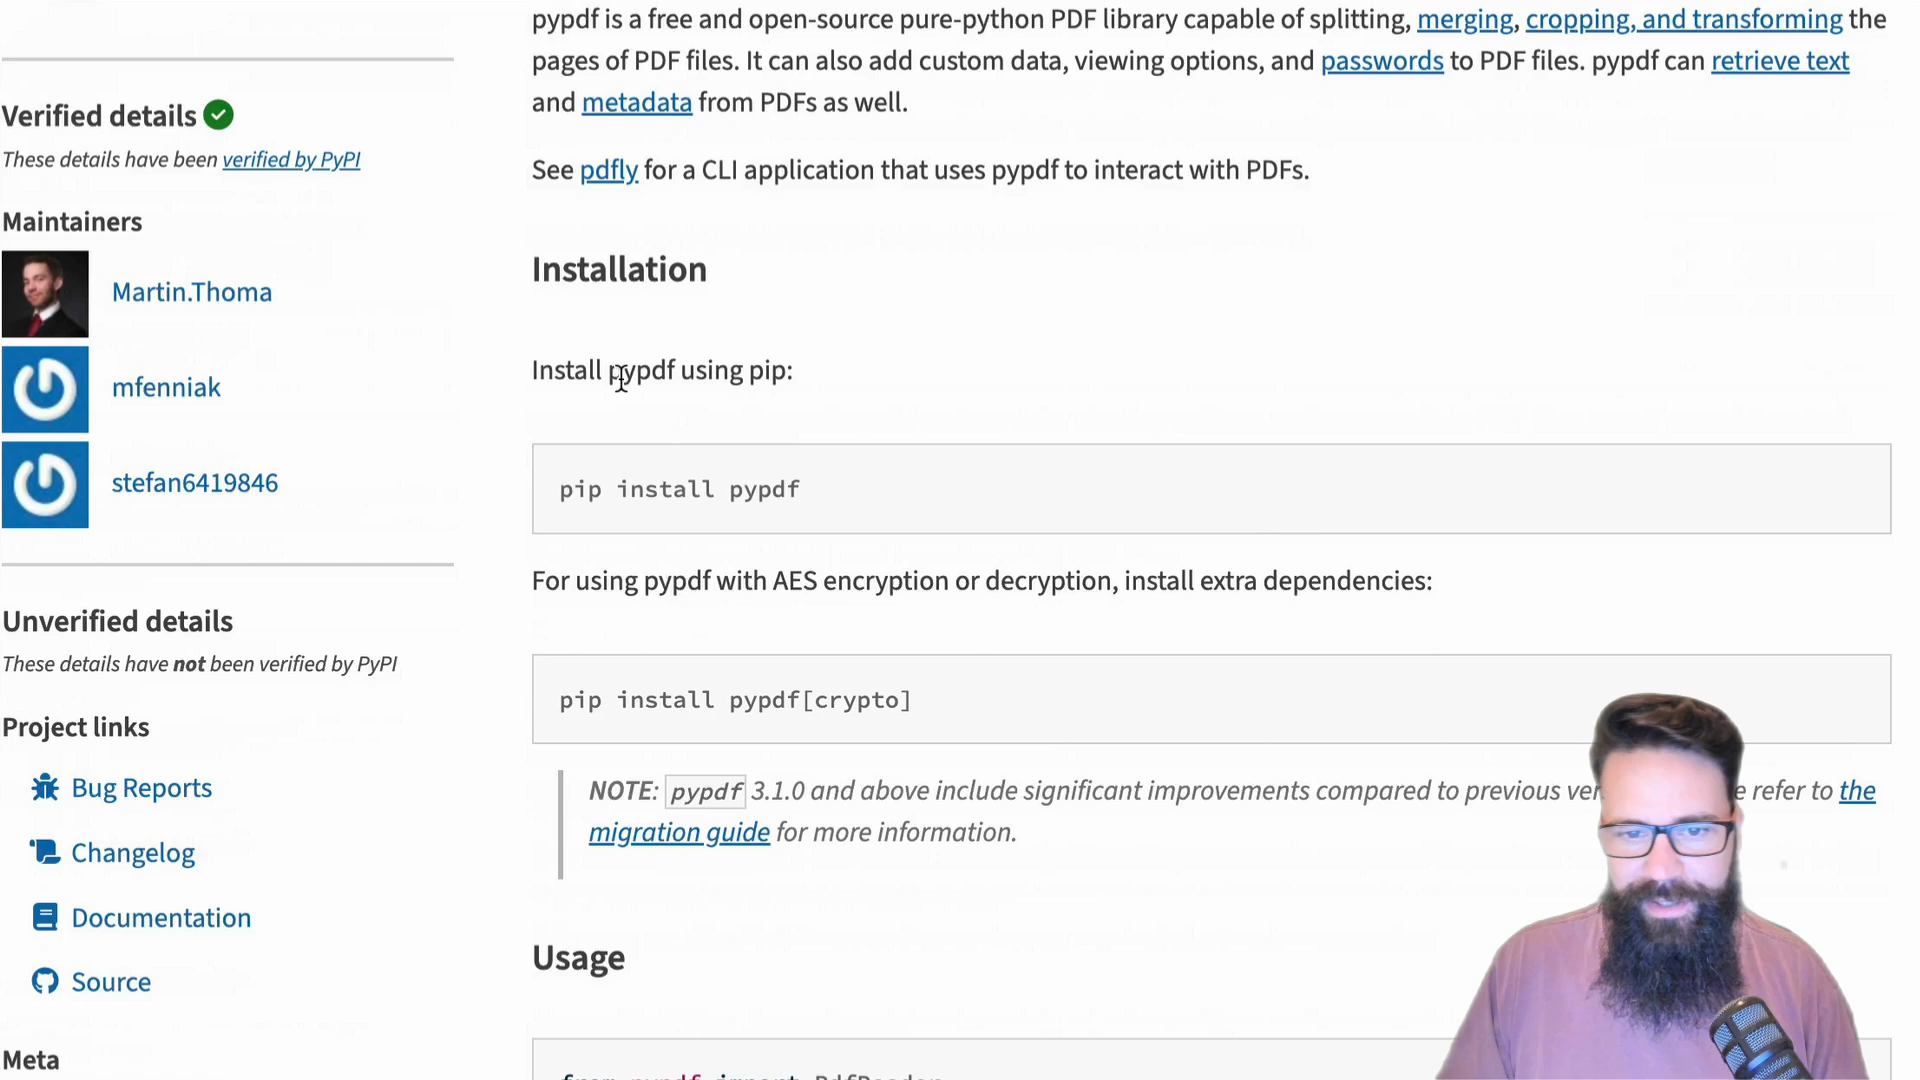 pypdf is a free and open-source pure-python PDF library capable of splitting, merging, cropping, and transforming the
pages of PDF files. It can also add custom data, viewing options, and passwords to PDF files. pypdf can retrieve text
and metadata from PDFs as well.
See pdfly for a CLI application that uses pypdf to interact with PDFs.
Installation
Install pypdf using pip:
pip install pypdf
For using pypdf with AES encryption or decryption, install extra dependencies:
pip install pypdf[crypto]
NOTE: pypdf 3.1.0 and above include significant improvements compared to previous refer to the
migration guide for more information.
Usage
from pypdf import PdfReader
Verified details
These details have been verified by PyPI
Maintainers
Martin.Thoma
mfenniak
stefan6419846
Unverified details
These details have not been verified by PyPI
Project links
Bug Reports
Changelog
Documentation
Source
Meta